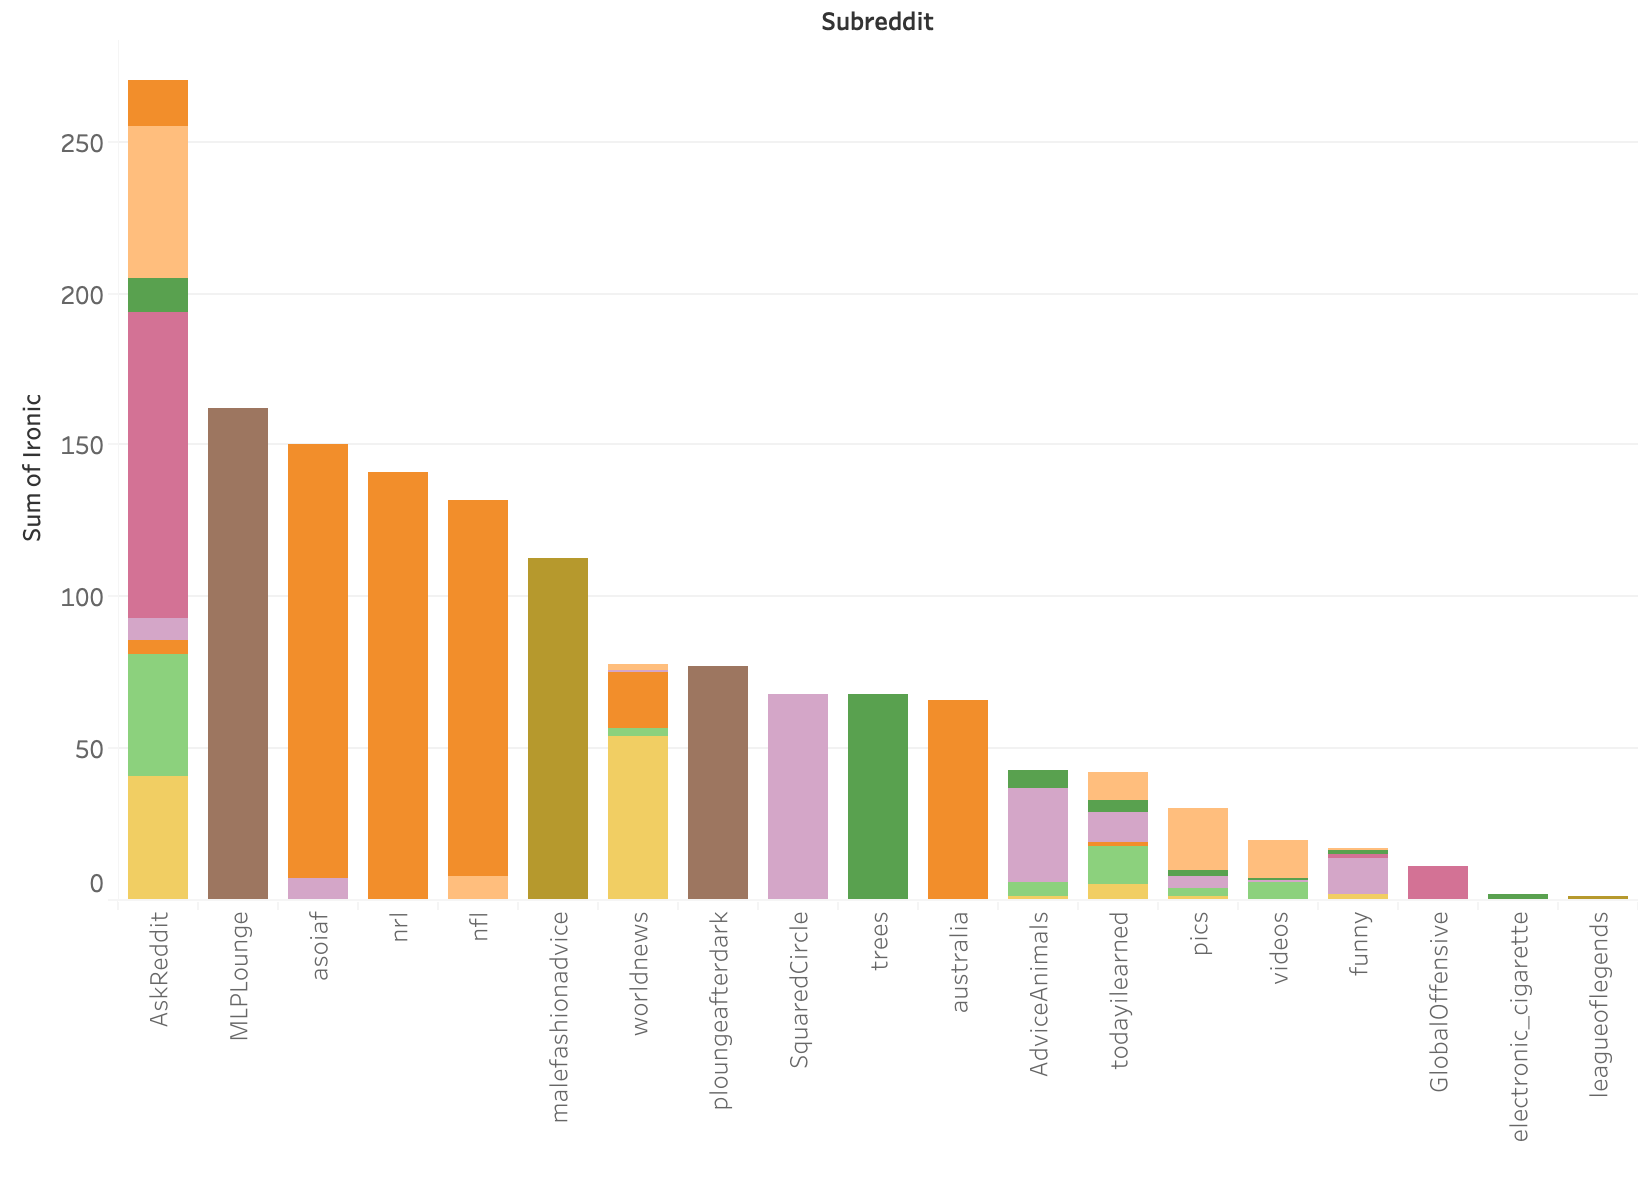 Subreddit
250
200
150
100
50
0
Sum of Ironic
AskReddit
MLPLounge
asoiaf
nrl
nfl
malefashionadvice
worldnews
ploungeafterdark
SquaredCircle
trees
australia
AdviceAnimals
todayilearned
pics
videos
funny
GlobalOffensive
electronic_cigarette
leagueoflegends